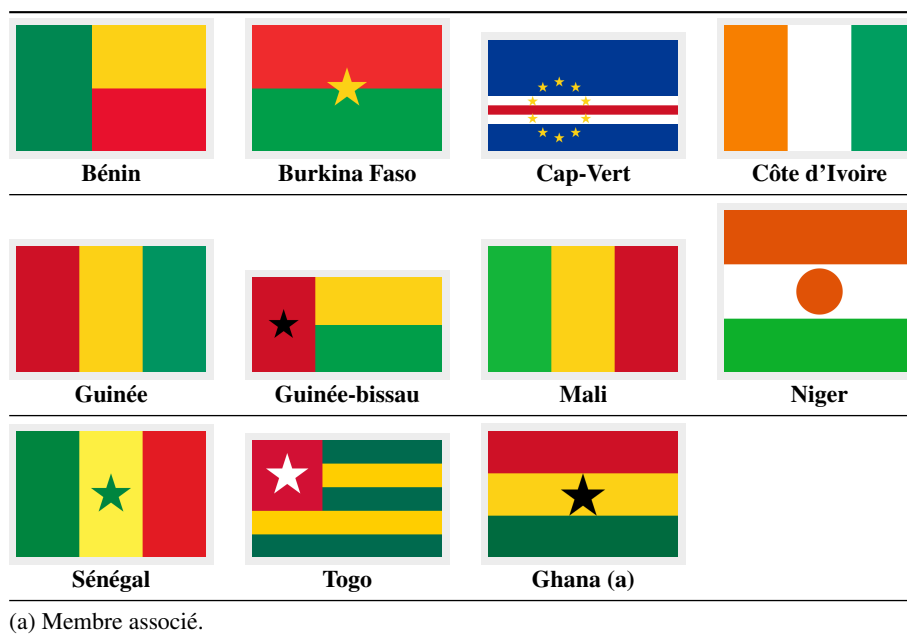 Bénin Burkina Faso Cap-Vert Côte d’Ivoire
Guinée Guinée-bissau Mali Niger
Sénégal Togo Ghana (a)
(a) Membre associé.